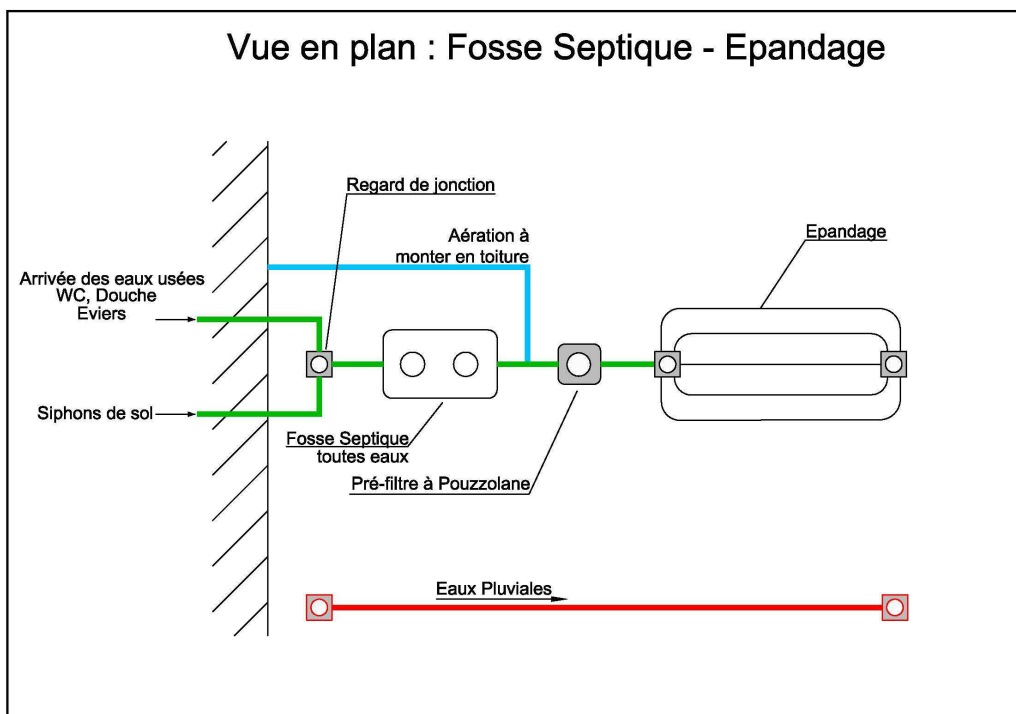 Vue en plan : Fosse Septique - Epandage
Regard de jonction
Aération à
monter en toiture
Epandage
Arrivée des eaux usées
WC, Douche
Eviers
Siphons de sol
Fosse Septique
toutes eaux
Pré-filtre à Pouzzolane
Eaux Pluviales